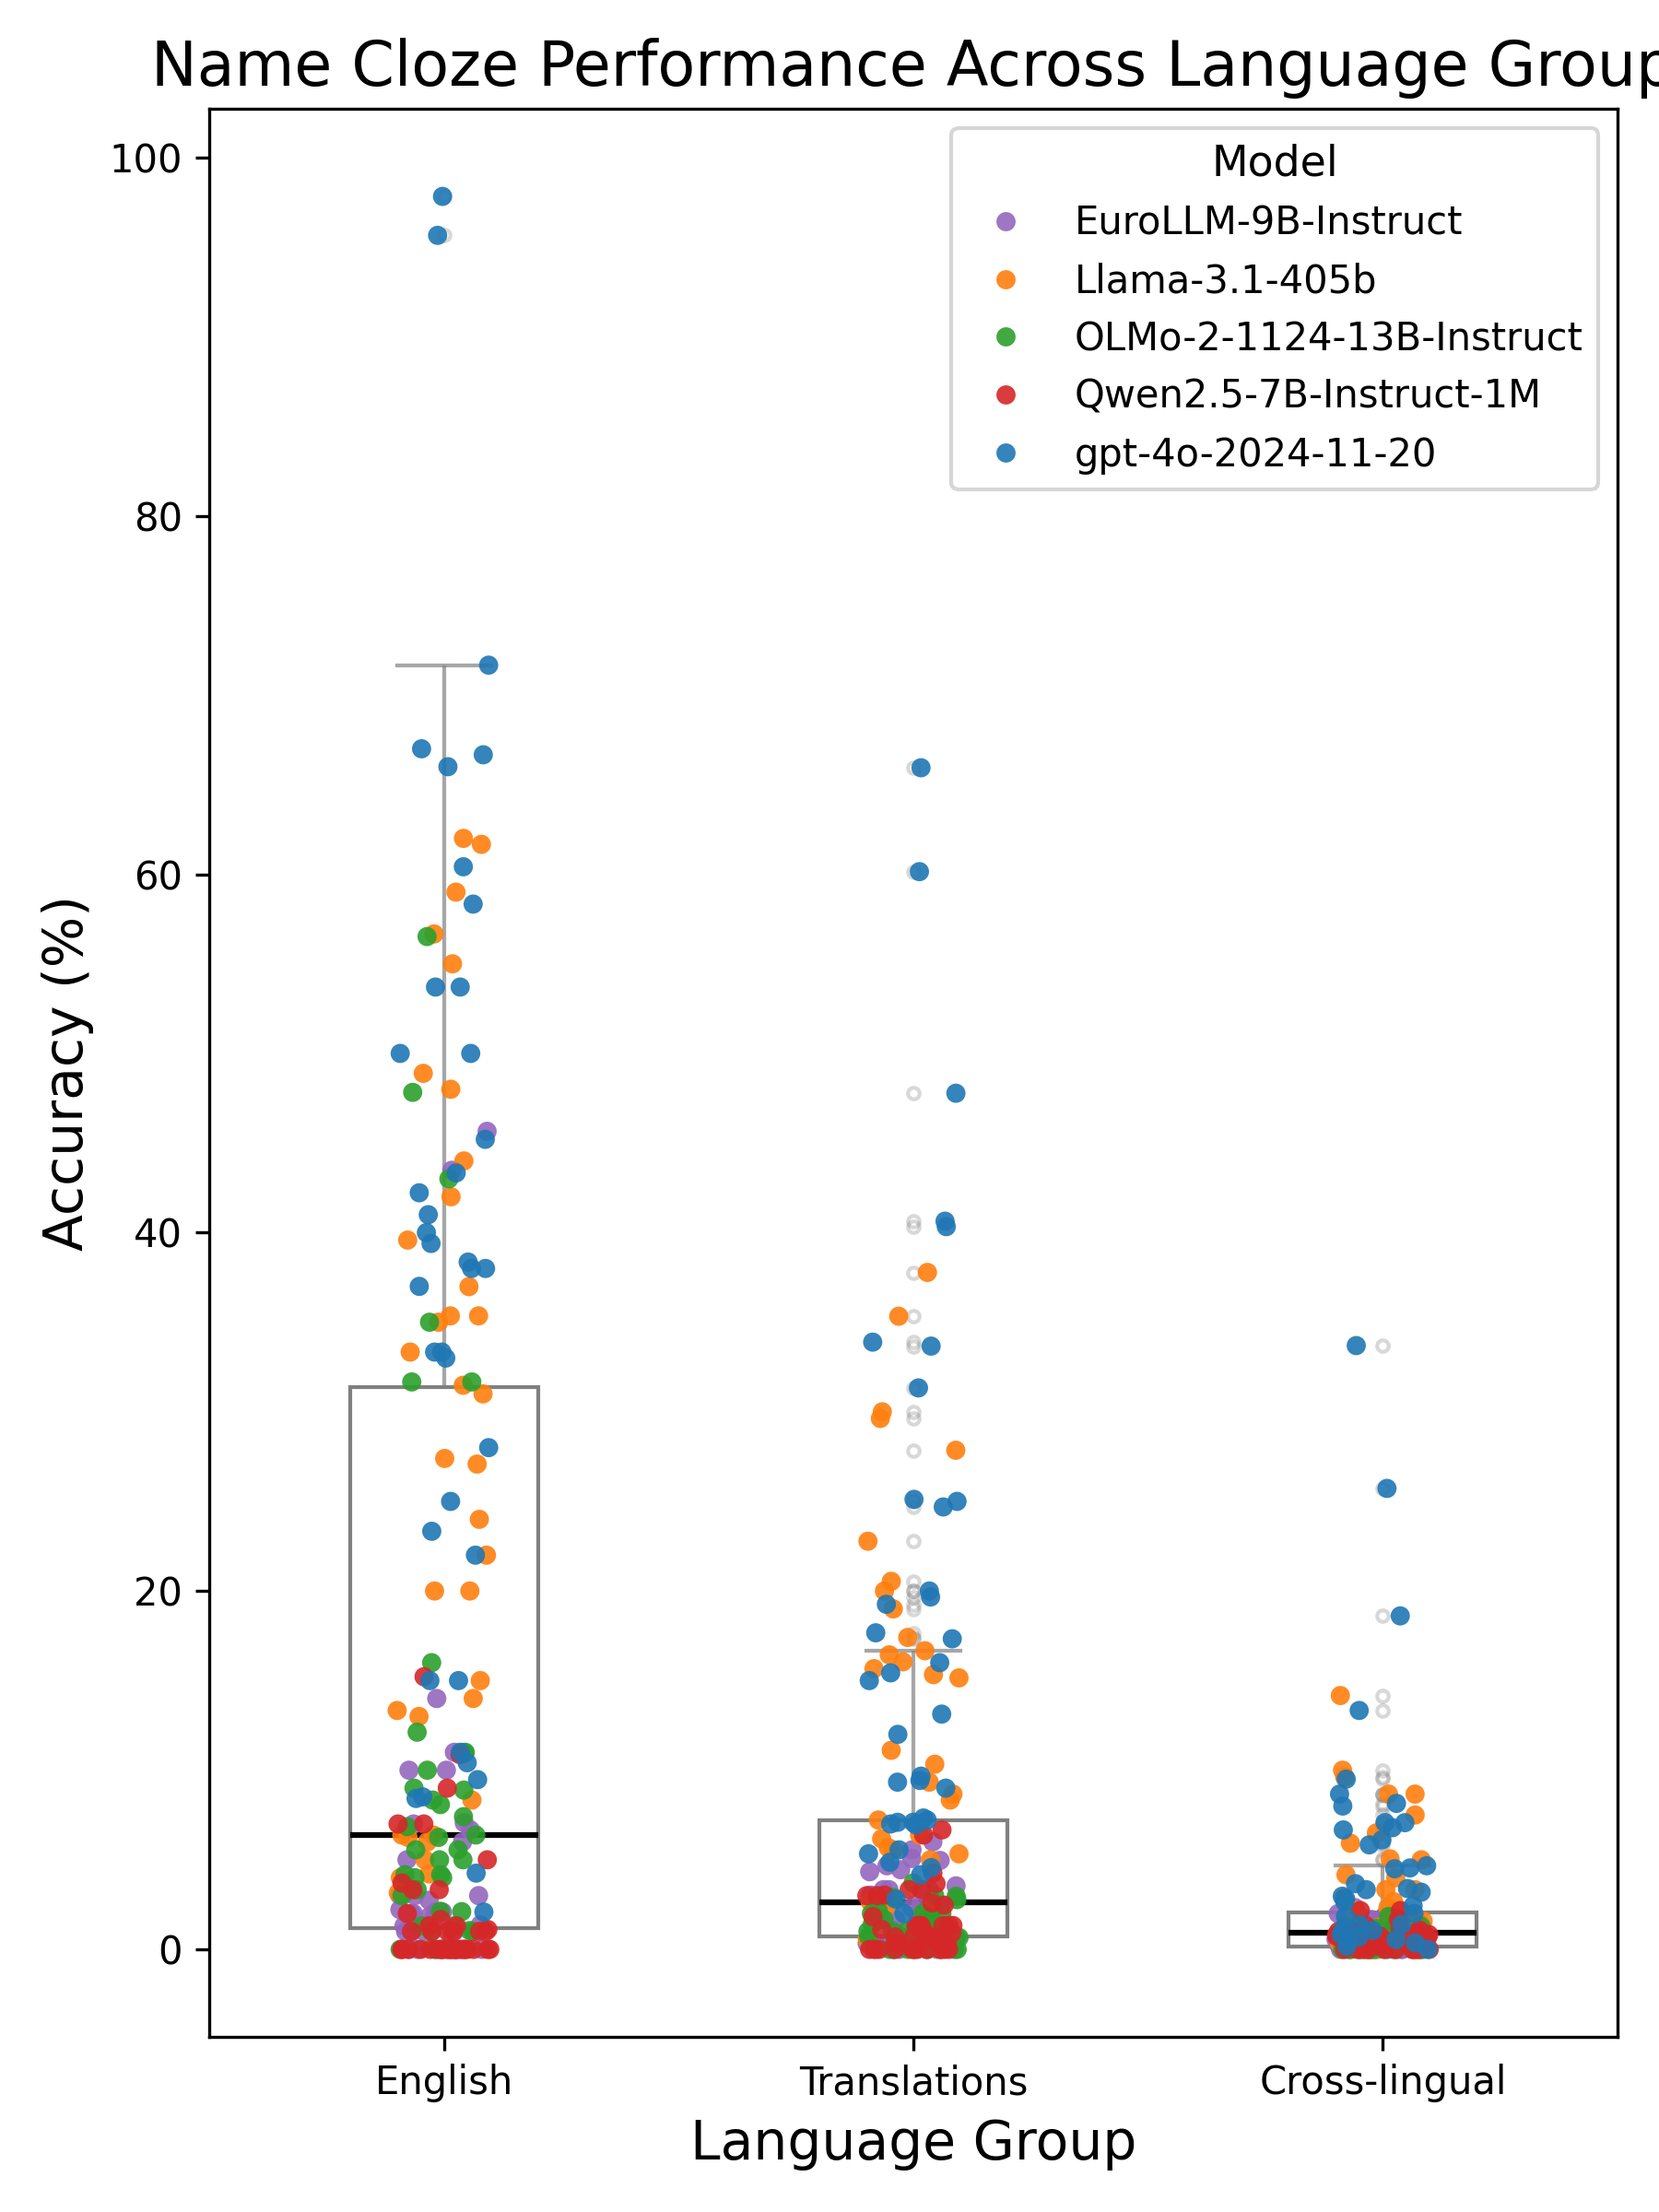 Name Cloze Performance Across Language Group
Model
EuroLLM-9B-Instruct
Llama-3.1-405b
OLMo-2-1124-13B-Instruct
Qwen2.5-7B-Instruct-1M
gpt-4o-2024-11-20
100
80
60
40
20
0
Accuracy (%)
English
Translations
Cross-lingual
Language Group